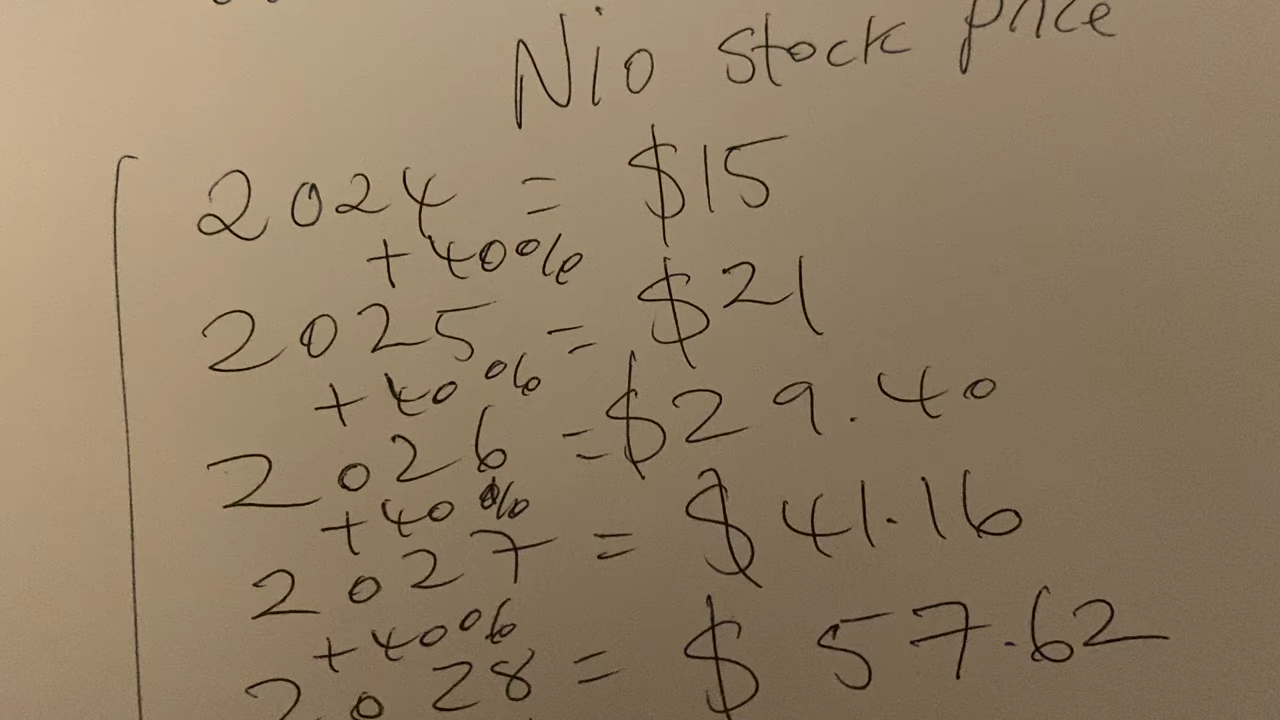 Nio stock price
2024 = $15
+40%
2025 = $21
+40%
2026 = $29.40
+40%
2027 = $41.16
+40%
2028 = $57.62